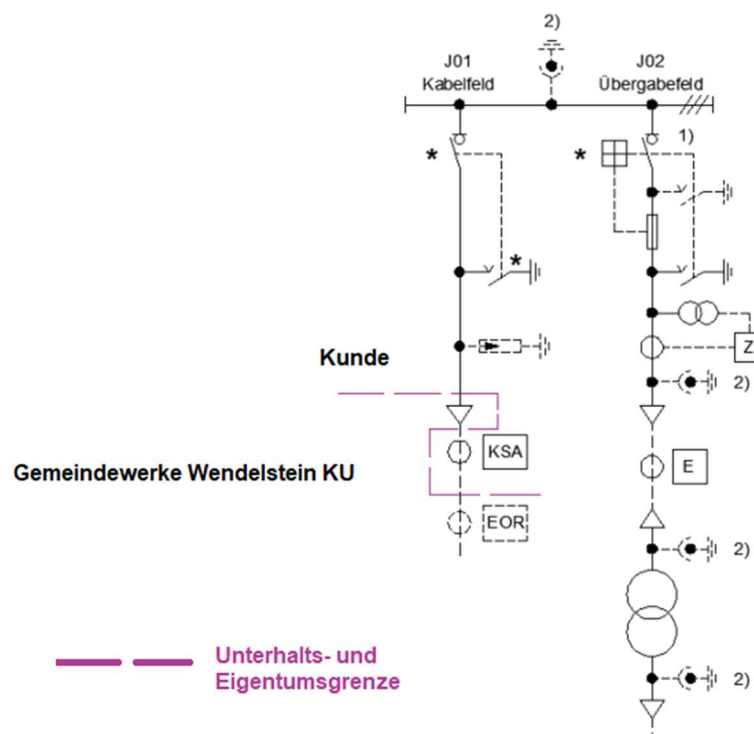 2)
J01
Kabelfeld
J02
Übergabefeld
*
* 1)
*
Kunde
Z
2)
KSA
Gemeindewerke Wendelstein KU
E
EOR
2)
Unterhalts- und
Eigentumsgrenze
2)